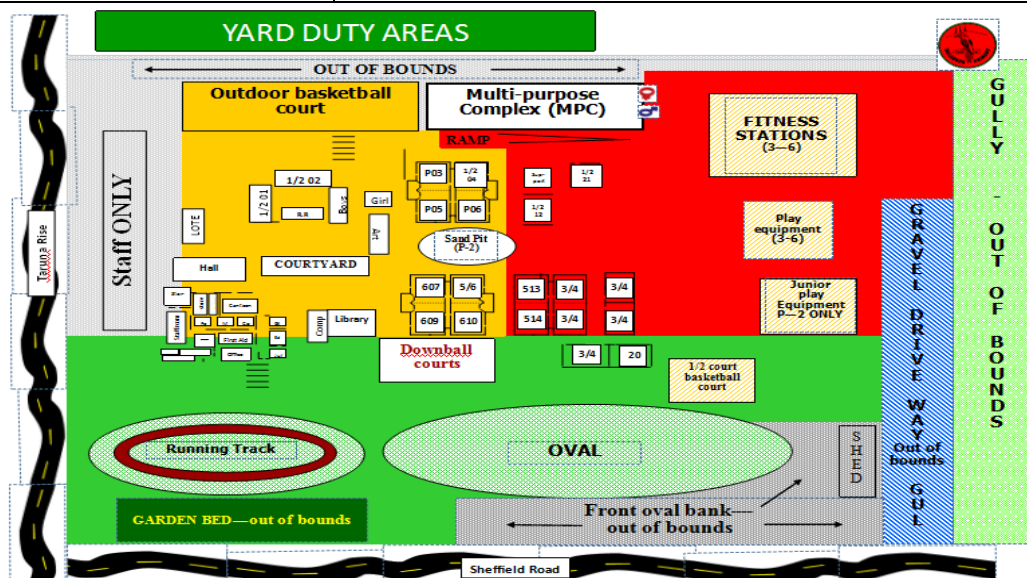 YARD DUTY AREAS
OUT OF BOUNDS
Outdoor basketball
court
Multi-purpose
Complex (MPC)
RAMP
FITNESS
STATIONS
(3—6)
GULLY - OUT OF BOUNDS
Staff ONLY
Taruna Rise
P03
1/2
04
1/2
21
1/2 02
1/2 01
R.R
Boys
Girl
P05
P06
1/2
12
LOTE
Art
Sand Pit
(P-2)
Play
equipment
(3-6)
GRAVEL DRIVE WAY GUL
Out of
bounds
Hall
COURTYARD
607
5/6
513
3/4
3/4
Junior
play
Equipment
P—2 ONLY
609
610
514
3/4
3/4
Comp
Library
First Aid
Office
Downball
courts
3/4
20
1/2 court
basketball
court
Running Track
OVAL
SHED
GARDEN BED—out of bounds
Front oval bank----
out of bounds
Sheffield Road